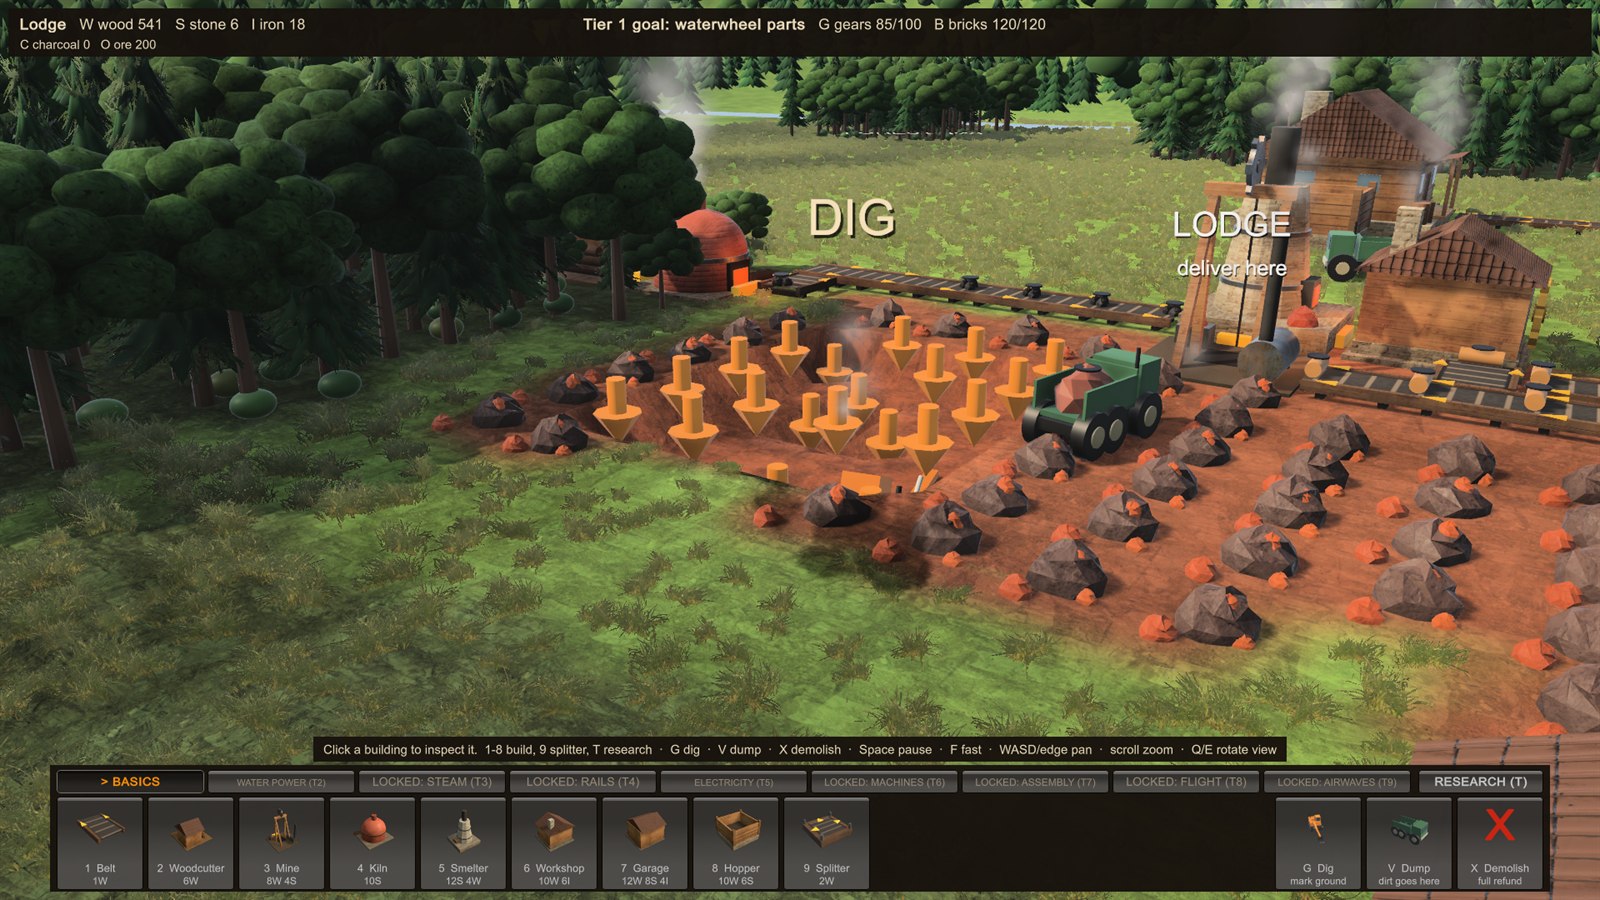 Lodge W wood 541 S stone 6 I iron 18
C charcoal 0 O ore 200
Tier 1 goal: waterwheel parts G gears 85/100 B bricks 120/120
DIG
LODGE
deliver here
Click a building to inspect it. 1-8 build, 9 splitter, T research · G dig · V dump · X demolish · Space pause · F fast · WASD/edge pan · scroll zoom · Q/E rotate view
> BASICS
WATER POWER (T2)
LOCKED: STEAM (T3)
LOCKED: RAILS (T4)
ELECTRICITY (T5)
LOCKED: MACHINES (T6)
LOCKED: ASSEMBLY (T7)
LOCKED: FLIGHT (T8)
LOCKED: AIRWAVES (T9)
RESEARCH (T)
1 Belt
1W
2 Woodcutter
6W
3 Mine
8W 4S
4 Kiln
10S
5 Smelter
12S 4W
6 Workshop
10W 6I
7 Garage
12W 8S 4I
8 Hopper
10W 6S
9 Splitter
2W
G Dig
mark ground
V Dump
dirt goes here
X Demolish
full refund